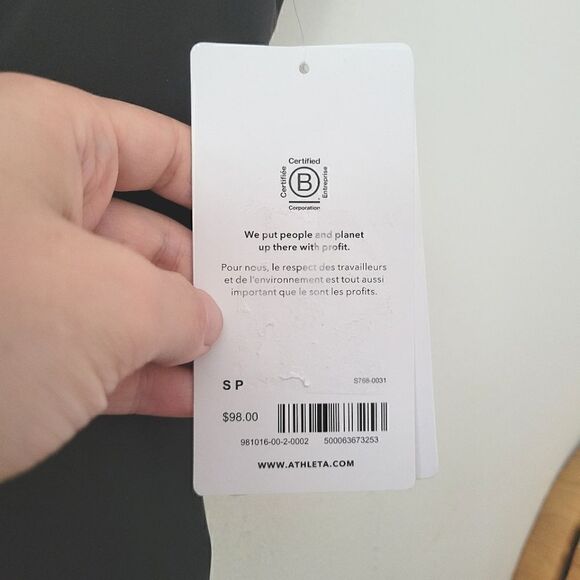 Certified
Certifiée
B
Entreprise
Corporation
We put people and planet
up there with profit.
Pour nous, le respect des travailleurs
et de l'environnement est tout aussi
important que le sont les profits.
S P
S768-0031
$98.00
981016-00-2-0002 500063673253
WWW.ATHLETA.COM